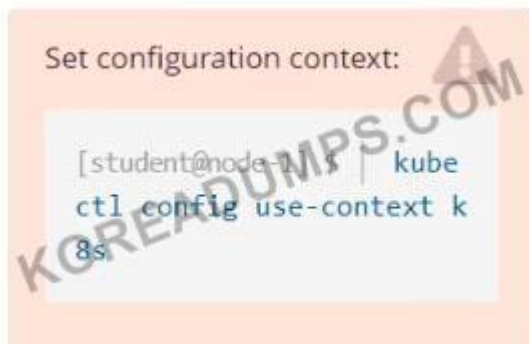 Set configuration context:
[student@node-1] $ | kube
ctl config use-context k
8s
KOREADUMPS.COM